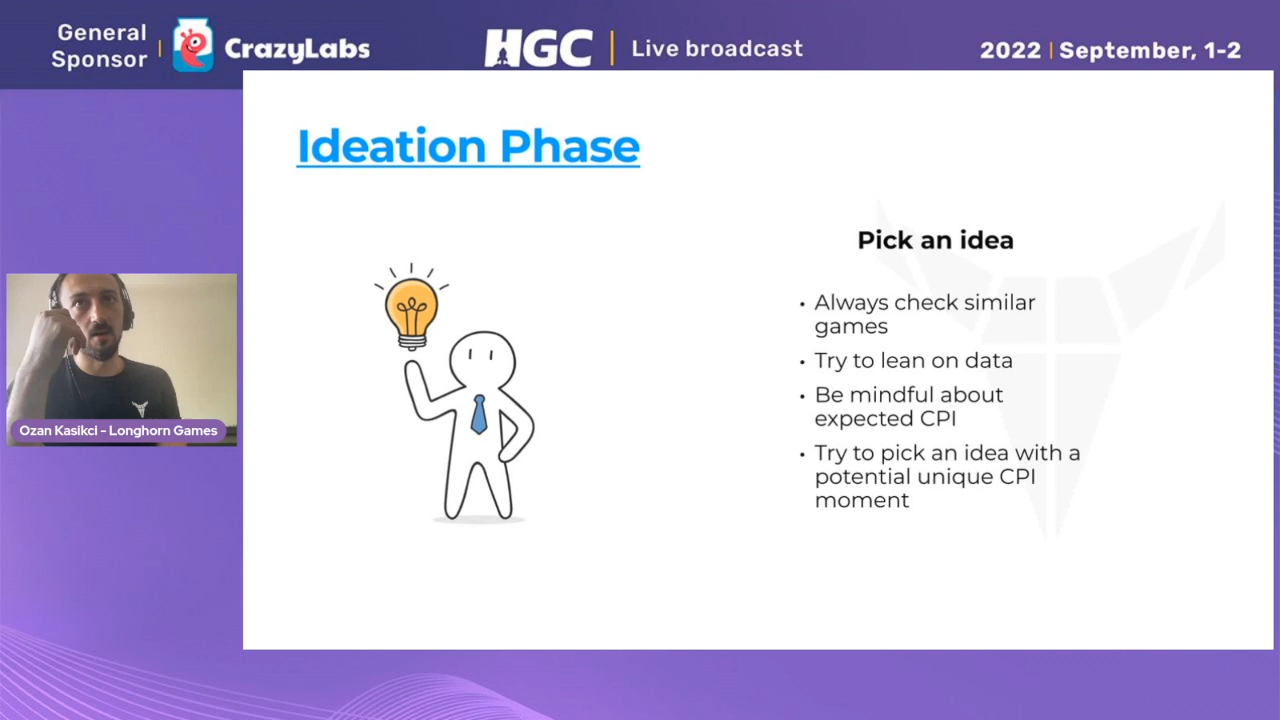 General
Sponsor
CrazyLabs
HGC
Live broadcast
2022 | September, 1-2
Ideation Phase
Pick an idea
• Always check similar
games
• Try to lean on data
• Be mindful about
expected CPI
• Try to pick an idea with a
potential unique CPI
moment
Ozan Kasikci - Longhorn Games